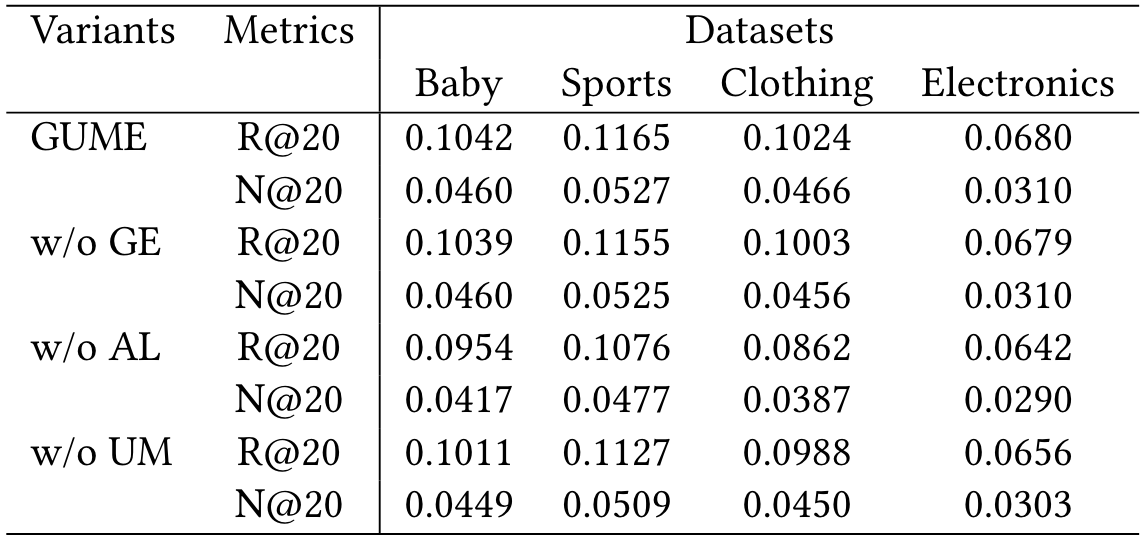 Variants Metrics Datasets
Baby Sports Clothing Electronics
GUME R@20 0.1042 0.1165 0.1024 0.0680
N@20 0.0460 0.0527 0.0466 0.0310
w/o GE R@20 0.1039 0.1155 0.1003 0.0679
N@20 0.0460 0.0525 0.0456 0.0310
w/o AL R@20 0.0954 0.1076 0.0862 0.0642
N@20 0.0417 0.0477 0.0387 0.0290
w/o UM R@20 0.1011 0.1127 0.0988 0.0656
N@20 0.0449 0.0509 0.0450 0.0303